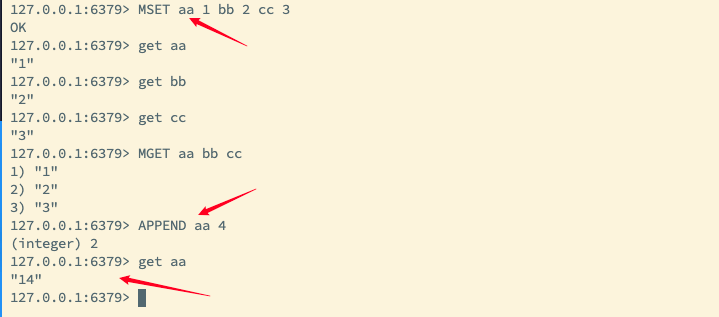 127.0.0.1:6379> MSET aa 1 bb 2 cc 3
OK
127.0.0.1:6379> get aa
"1"
127.0.0.1:6379> get bb
"2"
127.0.0.1:6379> get cc
"3"
127.0.0.1:6379> MGET aa bb cc
1) "1"
2) "2"
3) "3"
127.0.0.1:6379> APPEND aa 4
(integer) 2
127.0.0.1:6379> get aa
"14"
127.0.0.1:6379>